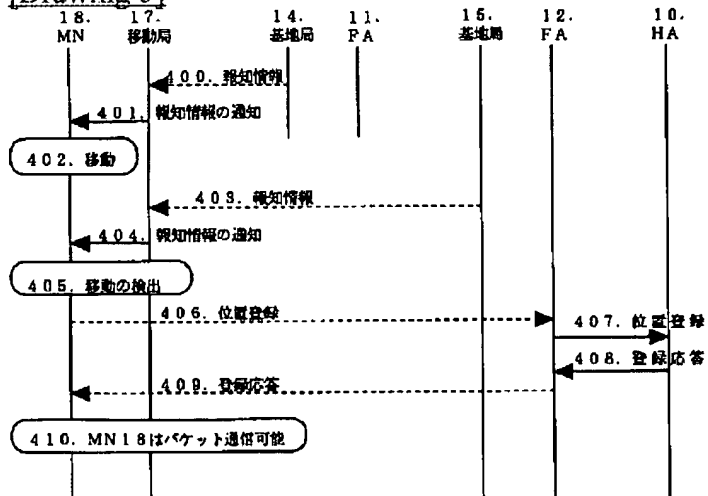 [Drawing 5]
18. 17. 14. 11. 15. 12. 10.
MN 移動局 基地局 FA 基地局 FA HA
400. 報知情報
401. 報知情報の通知
402. 移動
403. 報知情報
404. 報知情報の通知
405. 移動の検出
406. 位置登録
407. 位置登録
408. 登録応答
409. 登録応答
410. MN18はパケット通信可能